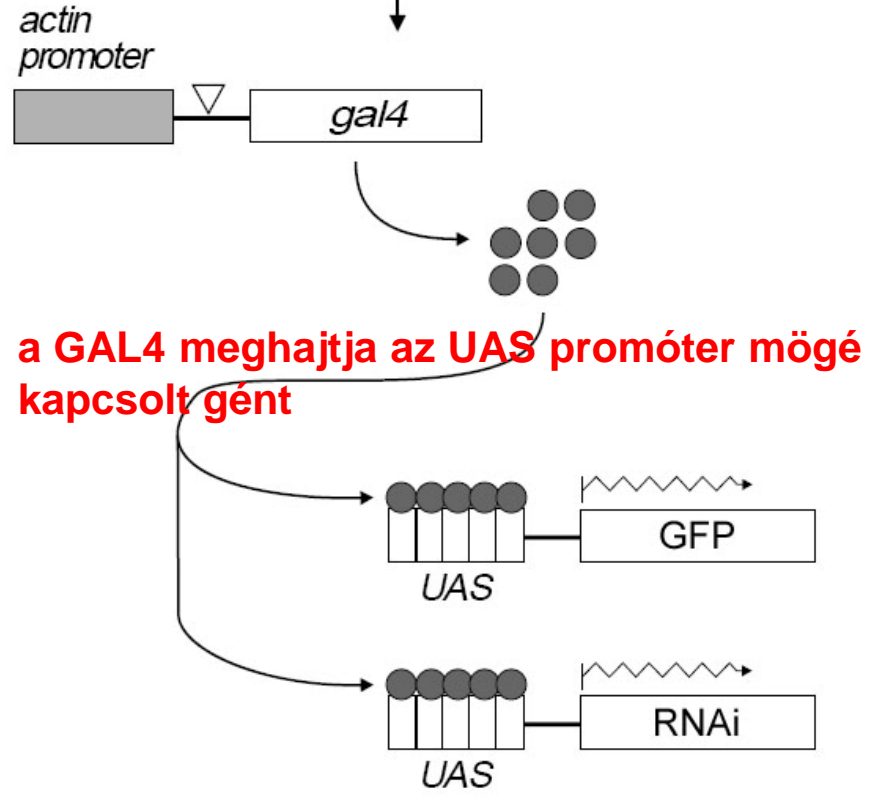 actin
promoter
gal4
a GAL4 meghajtja az UAS promóter mögé
kapcsolt gént
GFP
UAS
RNAi
UAS